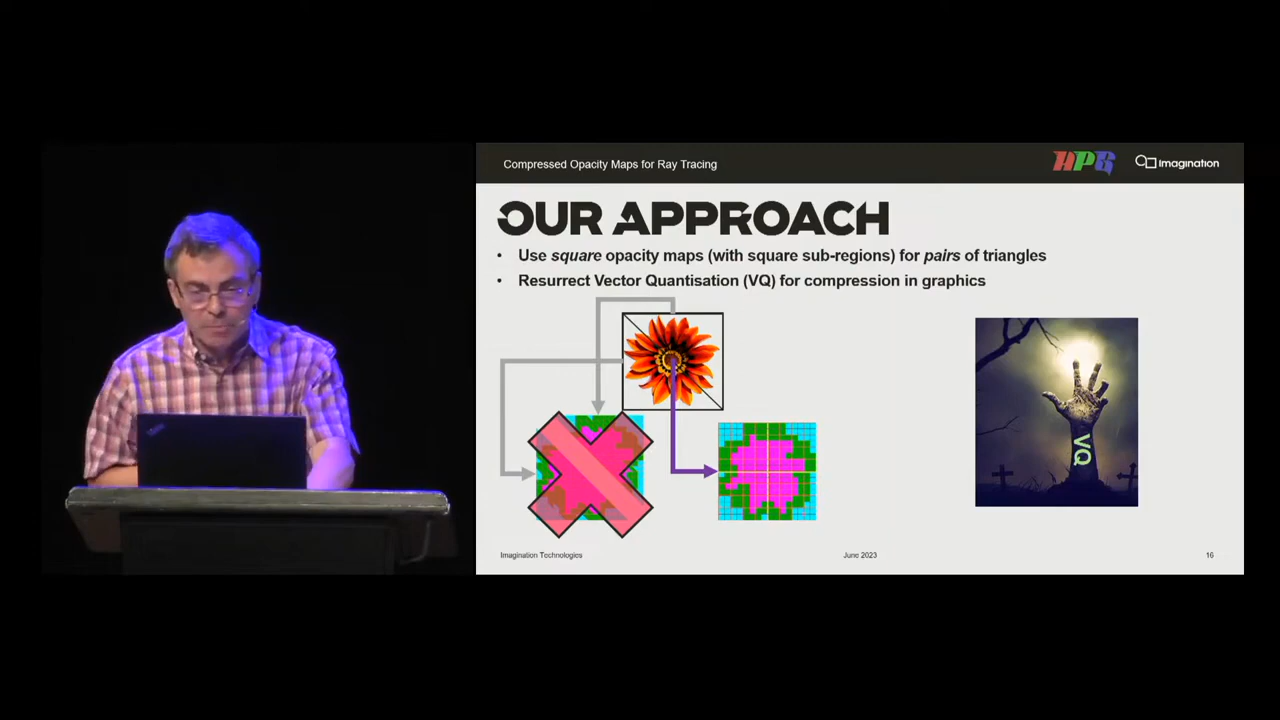 Compressed Opacity Maps for Ray Tracing
HPG
Imagination
OUR APPROACH
• Use square opacity maps (with square sub-regions) for pairs of triangles
• Resurrect Vector Quantisation (VQ) for compression in graphics
VQ
Imagination Technologies
June 2023
16